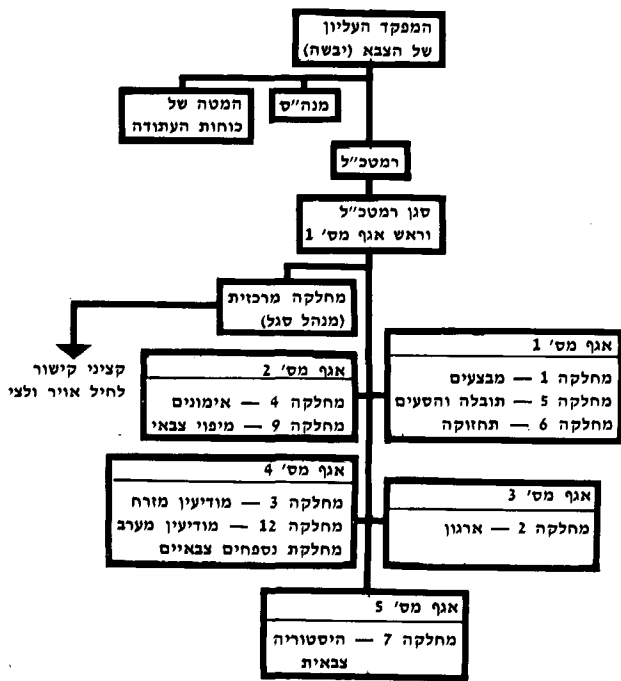 המפקד העליון
של הצבא (יבשה)
מנה"ס
המטה של
כוחות העתודה
רמטכ"ל
סגן רמטכ"ל
וראש אגף מס' 1
מחלקה מרכזית
(מנהל סגל)
קציני קישור
לחיל אויר ולצי
אגף מס' 1
מחלקה 1 — מבצעים
מחלקה 5 — תובלה והסעים
מחלקה 6 — תחזוקה
אגף מס' 2
מחלקה 4 — אימונים
מחלקה 9 — מיפוי צבאי
אגף מס' 3
מחלקה 2 — ארגון
אגף מס' 4
מחלקה 3 — מודיעין מזרח
מחלקה 12 — מודיעין מערב
מחלקת נספחים צבאיים
אגף מס' 5
מחלקה 7 — היסטוריה
צבאית